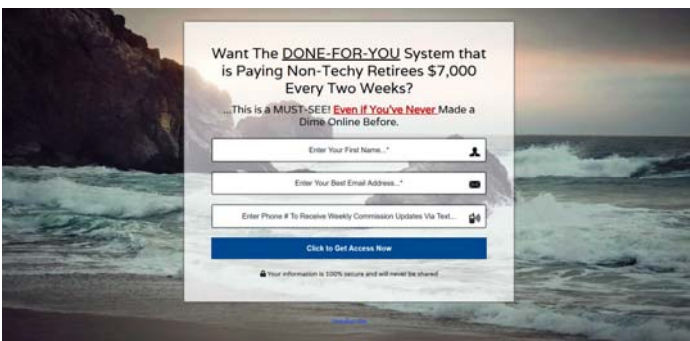 Want The DONE-FOR-YOU System that
is Paying Non-Techy Retirees $7,000
Every Two Weeks?
...This is a MUST-SEE! Even if You've Never Made a
Dime Online Before.
Enter Your First Name...*
Enter Your Best Email Address...*
Enter Phone # To Receive Weekly Commission Updates Via Text...
Click to Get Access Now
Your information is 100% secure and will never be shared